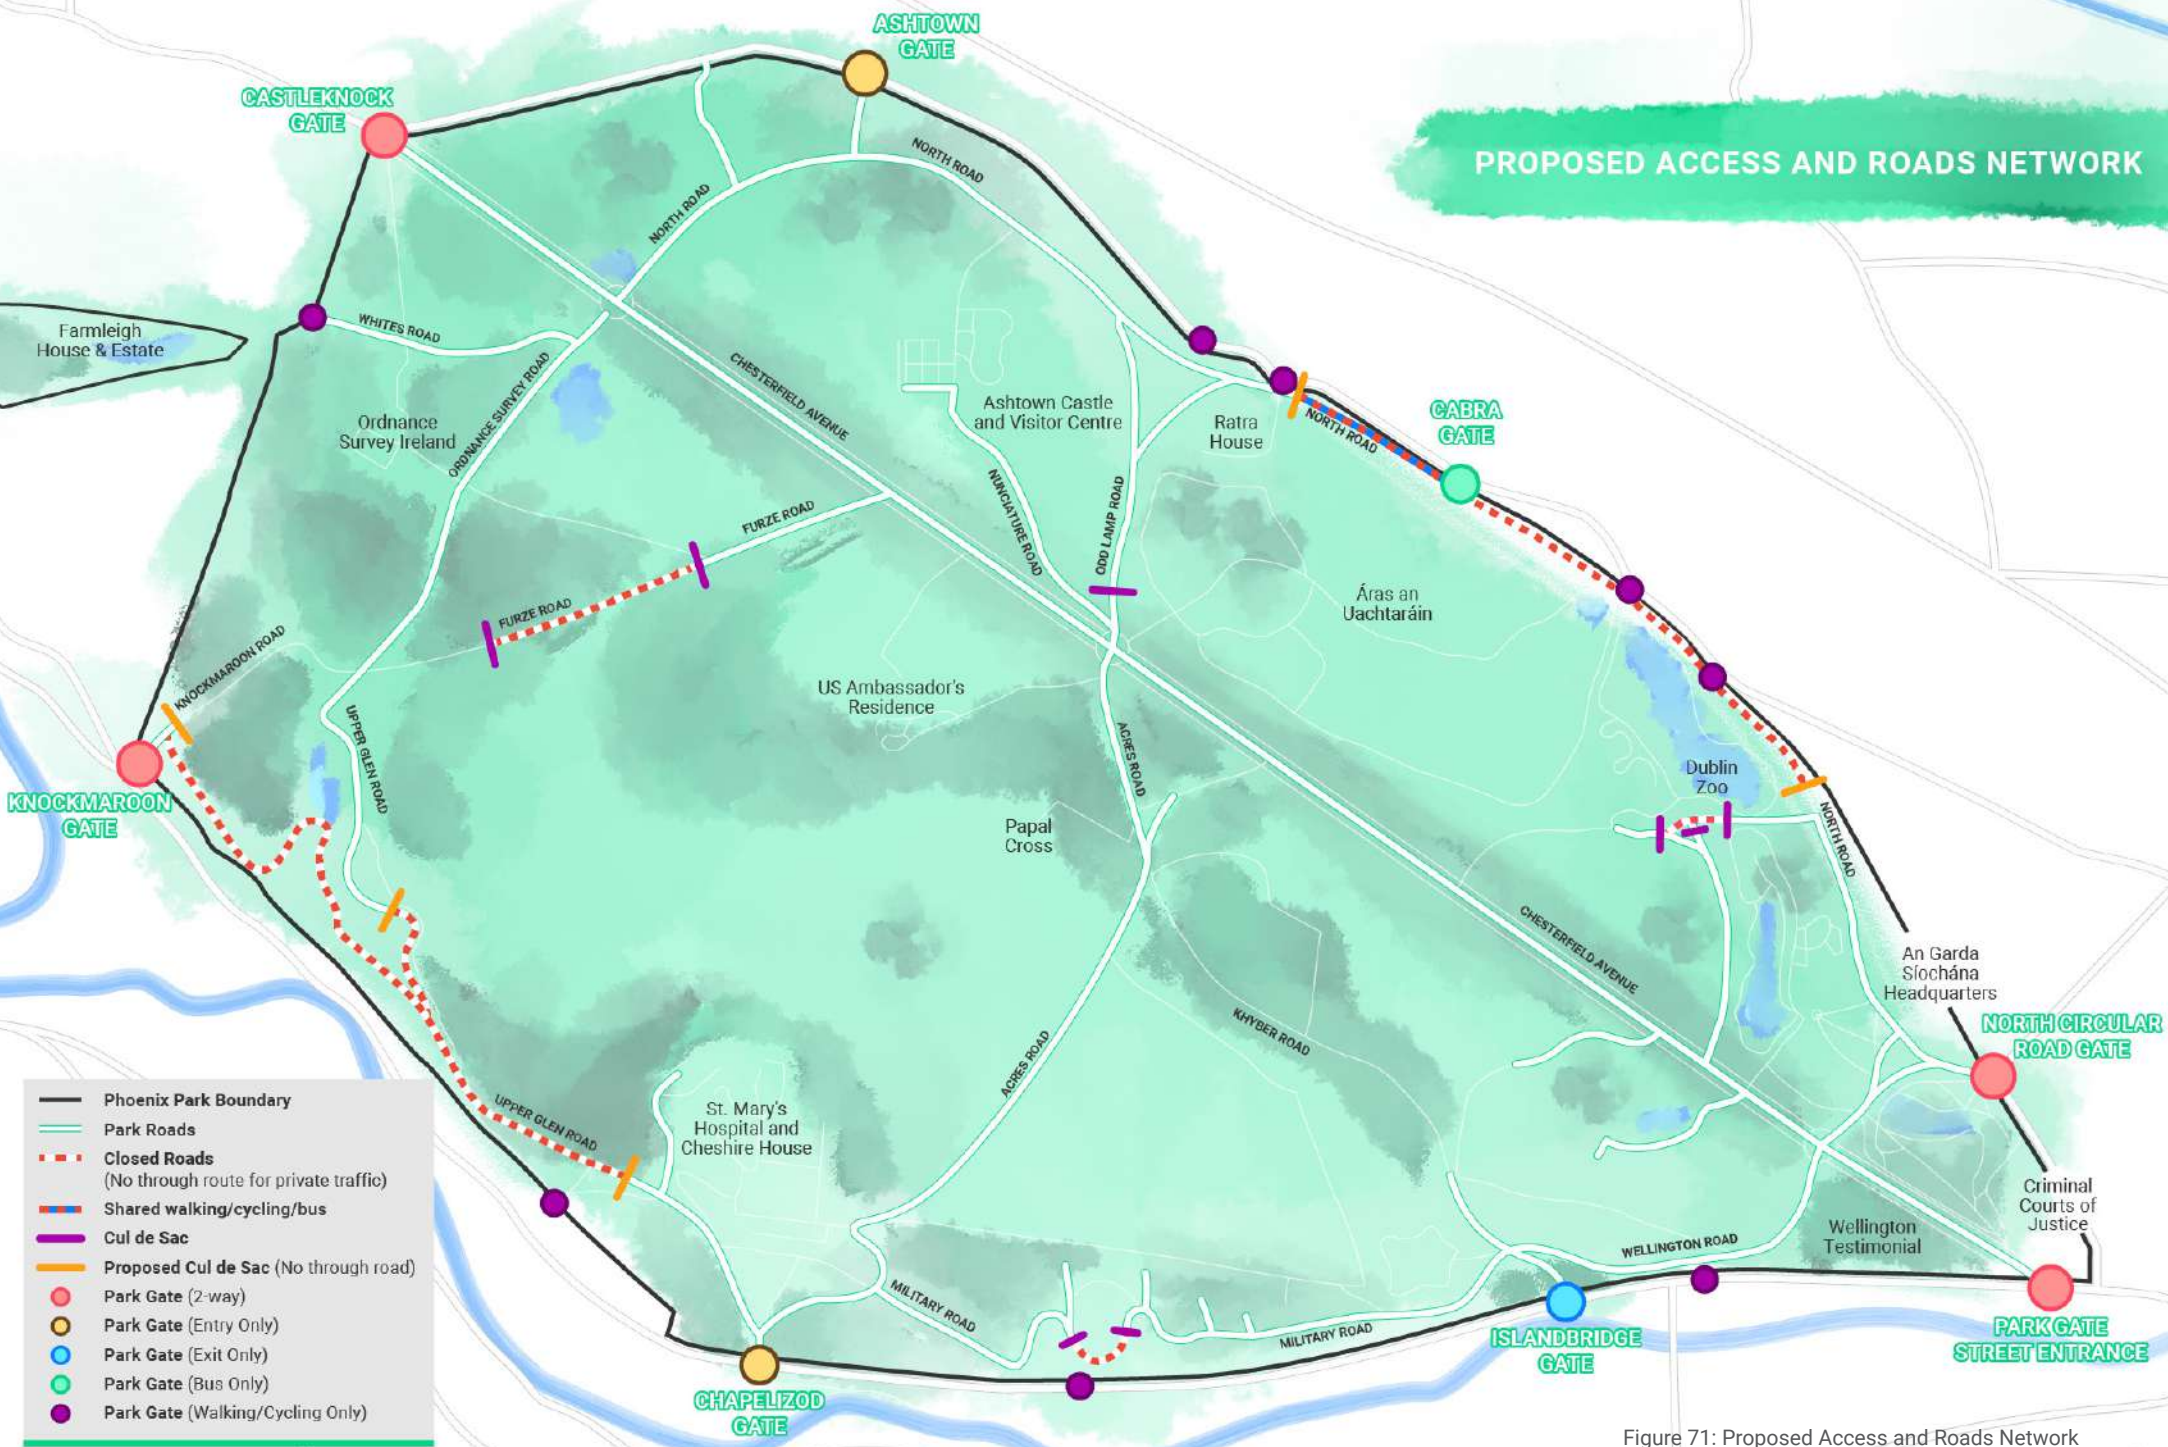 ASHTOWN
GATE
CASTLEKNOCK
GATE
PROPOSED ACCESS AND ROADS NETWORK
NORTH ROAD
NORTH ROAD
Farmleigh
House & Estate
WHITES ROAD
ORDNANCE SURVEY ROAD
CHESTERFIELD AVENUE
Ordnance
Survey Ireland
Ashtown Castle
and Visitor Centre
Ratra
House
NORTH ROAD
CABRA
GATE
NUNCIATURE ROAD
ODD LAMP ROAD
FURZE ROAD
FURZE ROAD
Áras an
Uachtaráin
KNOCKMAROON ROAD
US Ambassador's
Residence
UPPER GLEN ROAD
ACRES ROAD
KNOCKMAROON
GATE
Papal
Cross
Dublin
Zoo
NORTH ROAD
CHESTERFIELD AVENUE
An Garda
Síochána
Headquarters
NORTH CIRCULAR
ROAD GATE
KHYBER ROAD
ACRES ROAD
UPPER GLEN ROAD
St. Mary's
Hospital and
Cheshire House
Criminal
Courts of
Justice
Wellington
Testimonial
WELLINGTON ROAD
MILITARY ROAD
MILITARY ROAD
ISLANDBRIDGE
GATE
PARK GATE
STREET ENTRANCE
CHAPELIZOD
GATE
Phoenix Park Boundary
Park Roads
Closed Roads
(No through route for private traffic)
Shared walking/cycling/bus
Cul de Sac
Proposed Cul de Sac (No through road)
Park Gate (2-way)
Park Gate (Entry Only)
Park Gate (Exit Only)
Park Gate (Bus Only)
Park Gate (Walking/Cycling Only)
Figure 71: Proposed Access and Roads Network